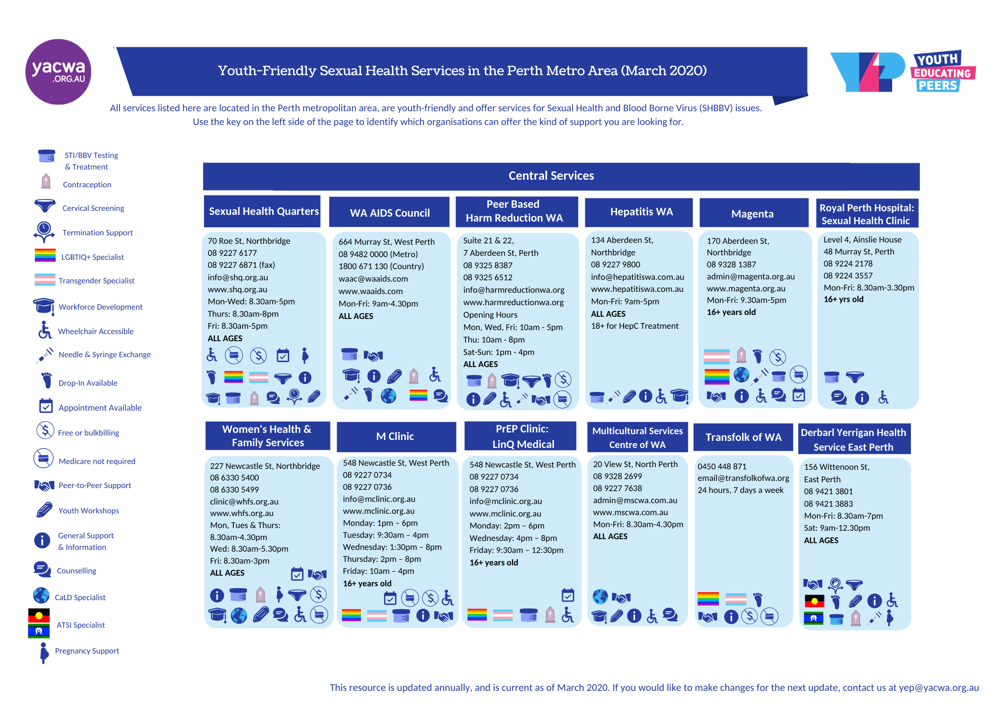 yacwa
.ORG.AU
Youth-Friendly Sexual Health Services in the Perth Metro Area (March 2020)
YEP
YOUTH
EDUCATING
PEERS
All services listed here are located in the Perth metropolitan area, are youth-friendly and offer services for Sexual Health and Blood Borne Virus (SHBBV) issues.
Use the key on the left side of the page to identify which organisations can offer the kind of support you are looking for.
STI/BBV Testing
& Treatment
Contraception
Cervical Screening
Termination Support
LGBTIQ+ Specialist
Transgender Specialist
Workforce Development
Wheelchair Accessible
Needle & Syringe Exchange
Drop-In Available
Appointment Available
Free or bulkbilling
Medicare not required
Peer-to-Peer Support
Youth Workshops
General Support
& Information
Counselling
CaLD Specialist
ATSI Specialist
Pregnancy Support
Central Services
Sexual Health Quarters
70 Roe St, Northbridge
08 9227 6177
08 9227 6871 (fax)
info@shq.org.au
www.shq.org.au
Mon-Wed: 8.30am-5pm
Thurs: 8.30am-8pm
Fri: 8.30am-5pm
ALL AGES
WA AIDS Council
664 Murray St, West Perth
08 9482 0000 (Metro)
1800 671 130 (Country)
waac@waaids.com
www.waaids.com
Mon-Fri: 9am-4.30pm
ALL AGES
Peer Based
Harm Reduction WA
Suite 21 & 22,
7 Aberdeen St, Perth
08 9325 8387
08 9325 6512
info@harmreductionwa.org
www.harmreductionwa.org
Opening Hours
Mon, Wed, Fri: 10am - 5pm
Thu: 10am - 8pm
Sat-Sun: 1pm - 4pm
ALL AGES
Hepatitis WA
134 Aberdeen St,
Northbridge
08 9227 9800
info@hepatitiswa.com.au
www.hepatitiswa.com.au
Mon-Fri: 9am-5pm
ALL AGES
18+ for HepC Treatment
Magenta
170 Aberdeen St,
Northbridge
08 9328 1387
admin@magenta.org.au
www.magenta.org.au
Mon-Fri: 9.30am-5pm
16+ years old
Royal Perth Hospital:
Sexual Health Clinic
Level 4, Ainslie House
48 Murray St, Perth
08 9224 2178
08 9224 3557
Mon-Fri: 8.30am-3.30pm
16+ yrs old
Women's Health &
Family Services
227 Newcastle St, Northbridge
08 6330 5400
08 6330 5499
clinic@whfs.org.au
www.whfs.org.au
Mon, Tues & Thurs:
8.30am-4.30pm
Wed: 8.30am-5.30pm
Fri: 8.30am-3pm
ALL AGES
M Clinic
548 Newcastle St, West Perth
08 9227 0734
08 9227 0736
info@mclinic.org.au
www.mclinic.org.au
Monday: 1pm – 6pm
Tuesday: 9:30am – 4pm
Wednesday: 1:30pm – 8pm
Thursday: 2pm – 8pm
Friday: 10am – 4pm
16+ years old
PrEP Clinic:
LinQ Medical
548 Newcastle St, West Perth
08 9227 0734
08 9227 0736
info@mclinic.org.au
www.mclinic.org.au
Monday: 2pm – 6pm
Wednesday: 4pm – 8pm
Friday: 9:30am – 12:30pm
16+ years old
Multicultural Services
Centre of WA
20 View St, North Perth
08 9328 2699
08 9227 7638
admin@mscwa.com.au
www.mscwa.com.au
Mon-Fri: 8.30am-4.30pm
ALL AGES
Transfolk of WA
0450 448 871
email@transfolkofwa.org
24 hours, 7 days a week
Derbarl Yerrigan Health
Service East Perth
156 Wittenoon St,
East Perth
08 9421 3801
08 9421 3883
Mon-Fri: 8.30am-7pm
Sat: 9am-12.30pm
ALL AGES
This resource is updated annually, and is current as of March 2020. If you would like to make changes for the next update, contact us at yep@yacwa.org.au